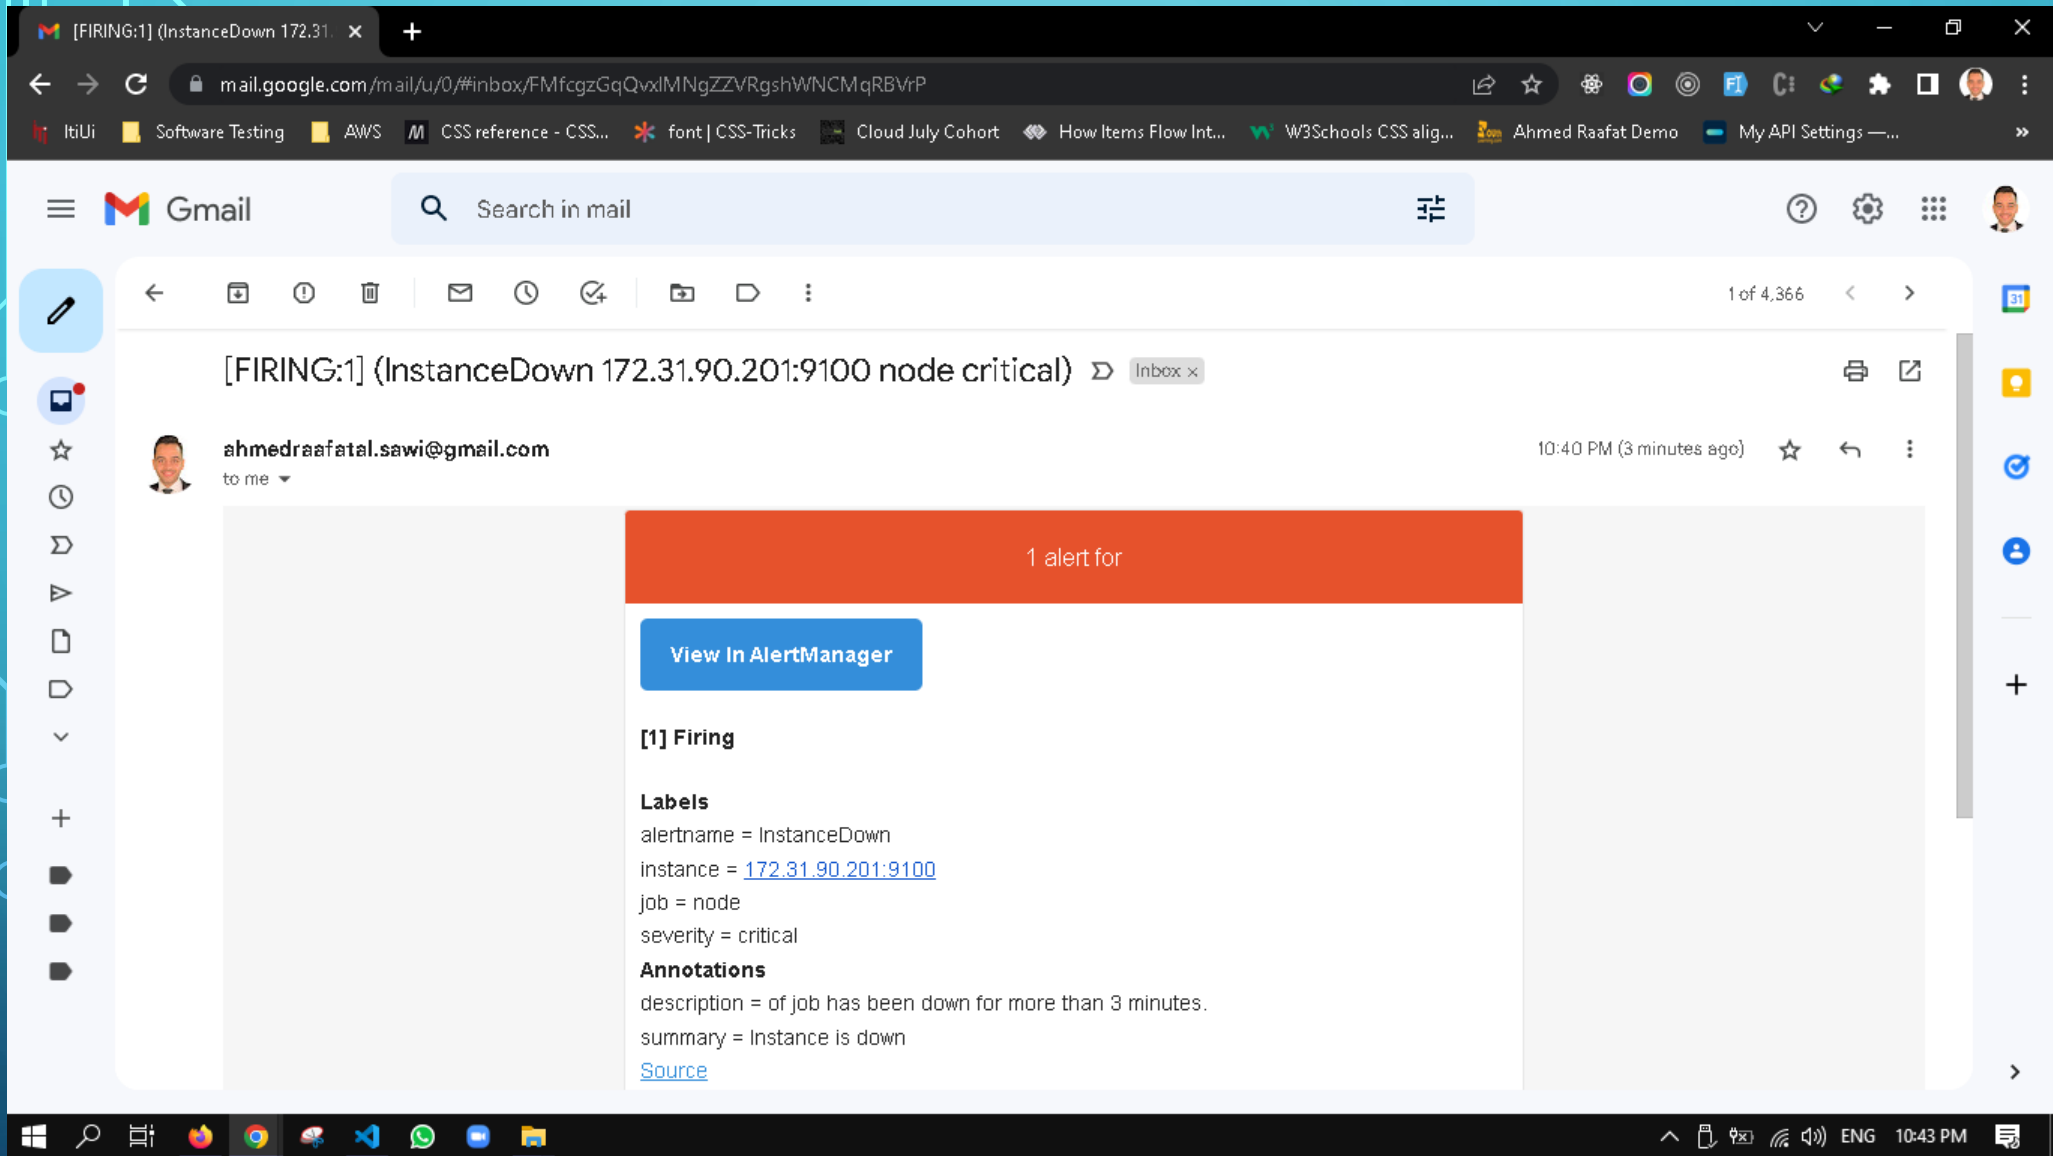 [FIRING:1] (InstanceDown 172.31.
mail.google.com/mail/u/0/#inbox/FMfcgzGqQvxlMNgZZVRgshWNCMqRBVrP
ItiUi Software Testing AWS CSS reference - CSS... font | CSS-Tricks Cloud July Cohort How Items Flow Int... W3Schools CSS alig... Ahmed Raafat Demo My API Settings —... »
Gmail Search in mail
1 of 4,366
31
[FIRING:1] (InstanceDown 172.31.90.201:9100 node critical) Inbox ×
ahmedraafatal.sawi@gmail.com 10:40 PM (3 minutes ago)
to me
1 alert for
View In AlertManager
[1] Firing
Labels
alertname = InstanceDown
instance = 172.31.90.201:9100
job = node
severity = critical
Annotations
description = of job has been down for more than 3 minutes.
summary = Instance is down
Source
ENG 10:43 PM